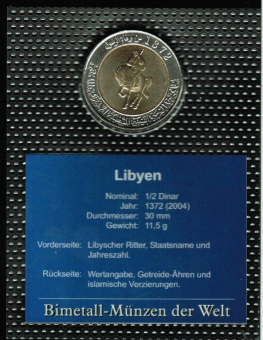 1372
Libyen
Nominal: 1/2 Dinar
Jahr: 1372 (2004)
Durchmesser: 30 mm
Gewicht: 11,5 g
Vorderseite: Libyscher Ritter, Staatsname und
Jahreszahl.
Rückseite: Wertangabe, Getreide-Ähren und
islamische Verzierungen.
Bimetall-Münzen der Welt